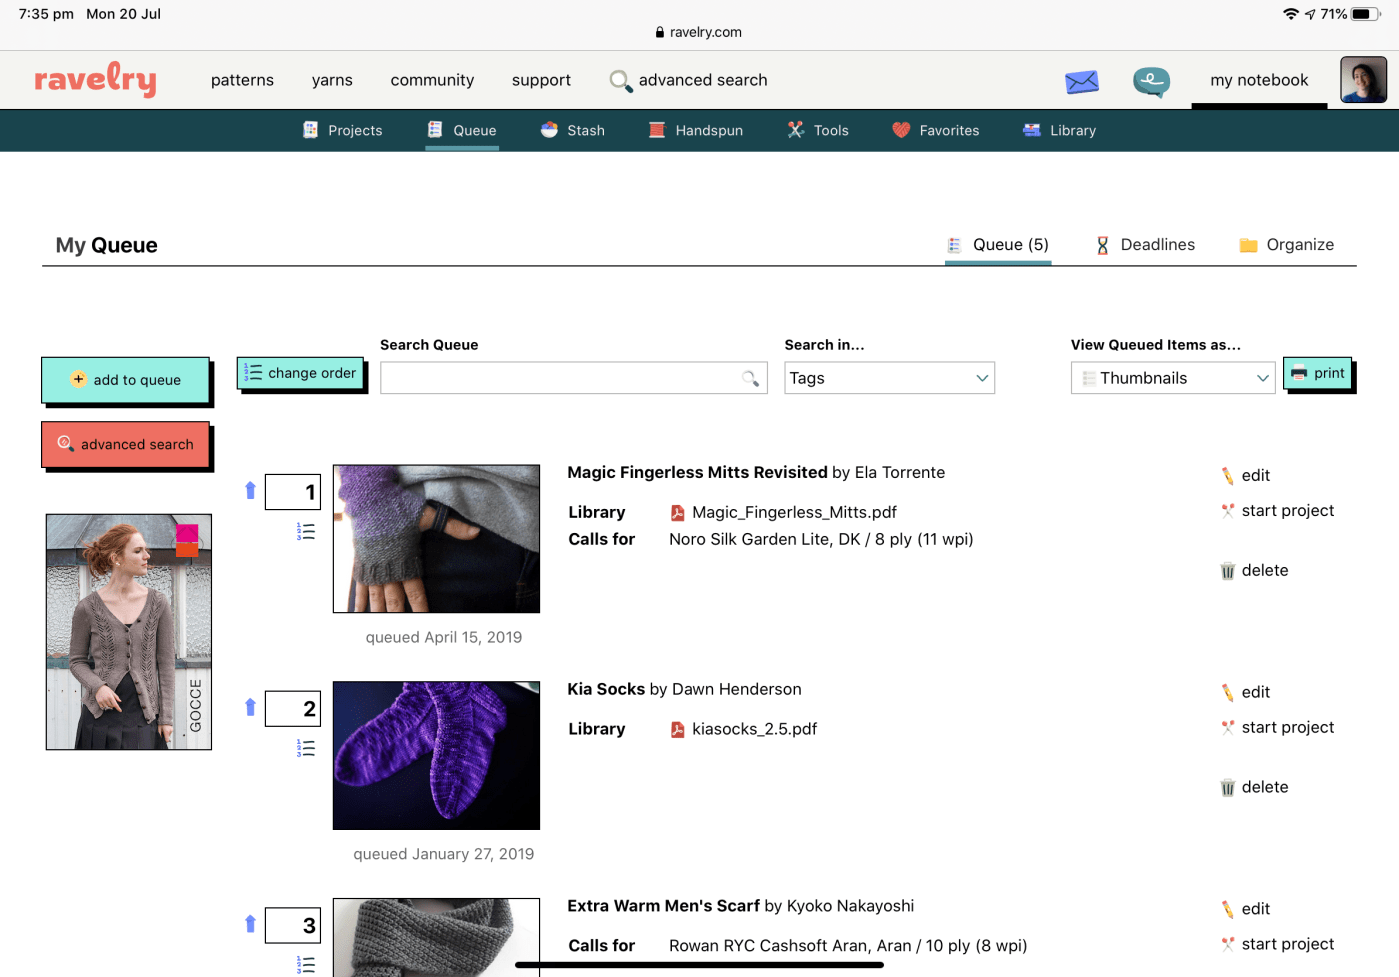 7:35 pm Mon 20 Jul
71%
ravelry.com
ravelry
patterns
yarns
community
support
advanced search
my notebook
Projects
Queue
Stash
Handspun
Tools
Favorites
Library
My Queue
Queue (5)
Deadlines
Organize
add to queue
change order
Search Queue
Search in...
Tags
View Queued Items as...
Thumbnails
print
advanced search
GOCCE
1
Magic Fingerless Mitts Revisited by Ela Torrente
Library Magic_Fingerless_Mitts.pdf
Calls for Noro Silk Garden Lite, DK / 8 ply (11 wpi)
queued April 15, 2019
edit
start project
delete
2
Kia Socks by Dawn Henderson
Library kiasocks_2.5.pdf
queued January 27, 2019
edit
start project
delete
3
Extra Warm Men's Scarf by Kyoko Nakayoshi
Calls for Rowan RYC Cashsoft Aran, Aran / 10 ply (8 wpi)
edit
start project